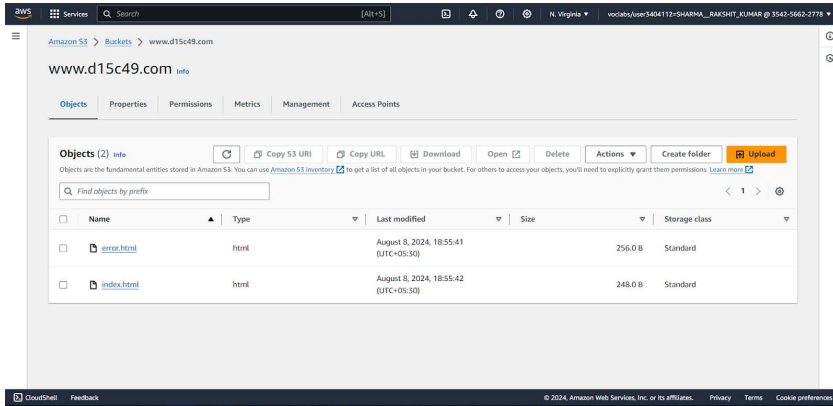 aws Services Search [Alt+S] N. Virginia ▼ voclabs/user3404112=SHARMA__RAKSHIT_KUMAR @ 3542-5662-2778 ▼
Amazon S3 > Buckets > www.d15c49.com
www.d15c49.com Info
Objects Properties Permissions Metrics Management Access Points
Objects (2) Info Copy S3 URI Copy URL Download Open Delete Actions ▼ Create folder Upload
Objects are the fundamental entities stored in Amazon S3. You can use Amazon S3 inventory to get a list of all objects in your bucket. For others to access your objects, you'll need to explicitly grant them permissions. Learn more
Find objects by prefix < 1 >
Name ▲ Type ▽ Last modified ▽ Size ▽ Storage class ▽
error.html html August 8, 2024, 18:55:41 (UTC+05:30) 256.0 B Standard
index.html html August 8, 2024, 18:55:42 (UTC+05:30) 248.0 B Standard
CloudShell Feedback © 2024, Amazon Web Services, Inc. or its affiliates. Privacy Terms Cookie preferences